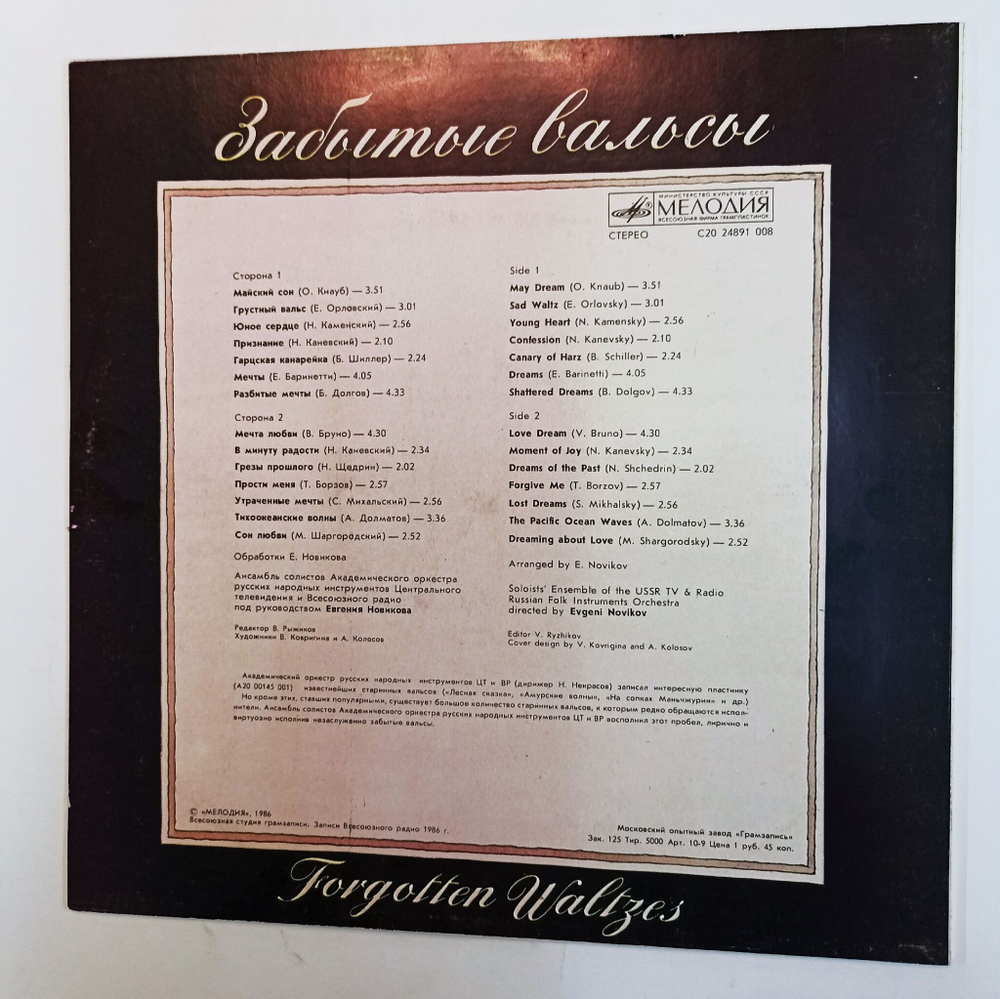 Забытые вальсы
МИНИСТЕРСТВО КУЛЬТУРЫ СССР
МЕЛОДИЯ
ВСЕСОЮЗНАЯ ФИРМА ГРАМПЛАСТИНОК
СТЕРЕО С20 24891 008
Сторона 1
Майский сон (О. Кнауб) — 3.51
Грустный вальс (Е. Орловский) — 3.01
Юное сердце (Н. Каменский) — 2.56
Признание (Н. Каневский) — 2.10
Гарцская канарейка (Б. Шиллер) — 2.24
Мечты (Е. Баринетти) — 4.05
Разбитые мечты (Б. Долгов) — 4.33
Сторона 2
Мечта любви (В. Бруно) — 4.30
В минуту радости (Н. Каневский) — 2.34
Грезы прошлого (Н. Щедрин) — 2.02
Прости меня (Т. Борзов) — 2.57
Утраченные мечты (С. Михальский) — 2.56
Тихоокеанские волны (А. Долматов) — 3.36
Сон любви (М. Шаргородский) — 2.52
Обработки Е. Новикова
Ансамбль солистов Академического оркестра
русских народных инструментов Центрального
телевидения и Всесоюзного радио
под руководством Евгения Новикова
Редактор В. Рыжиков
Художники В. Ковригина и А. Колосов
Side 1
May Dream (O. Knaub) — 3.51
Sad Waltz (E. Orlovsky) — 3.01
Young Heart (N. Kamensky) — 2.56
Confession (N. Kanevsky) — 2.10
Canary of Harz (B. Schiller) — 2.24
Dreams (E. Barinetti) — 4.05
Shattered Dreams (B. Dolgov) — 4.33
Side 2
Love Dream (V. Bruno) — 4.30
Moment of Joy (N. Kanevsky) — 2.34
Dreams of the Past (N. Shchedrin) — 2.02
Forgive Me (T. Borzov) — 2.57
Lost Dreams (S. Mikhalsky) — 2.56
The Pacific Ocean Waves (A. Dolmatov) — 3.36
Dreaming about Love (M. Shargorodsky) — 2.52
Arranged by E. Novikov
Soloists' Ensemble of the USSR TV & Radio
Russian Folk Instruments Orchestra
directed by Evgeni Novikov
Editor V. Ryzhikov
Cover design by V. Kovrigina and A. Kolosov
Академический оркестр русских народных инструментов ЦТ и ВР (дирижер Н. Некрасов) записал интересную пластинку
(А20 00145 001) известнейших старинных вальсов («Лесная сказка», «Амурские волны», «На сопках Маньчжурии» и др.)
Но кроме этих, ставших популярными, существует большое количество старинных вальсов, к которым редко обращаются испол-
нители. Ансамбль солистов Академического оркестра русских народных инструментов ЦТ и ВР восполнил этот пробел, лирично и
виртуозно исполнив незаслуженно забытые вальсы.
© «МЕЛОДИЯ», 1986
Всесоюзная студия грамзаписи. Записи Всесоюзного радио 1986 г.
Московский опытный завод «Грамзапись»
Зак. 125 Тир. 5000 Арт. 10-9 Цена 1 руб. 45 коп.
Forgotten Waltzes